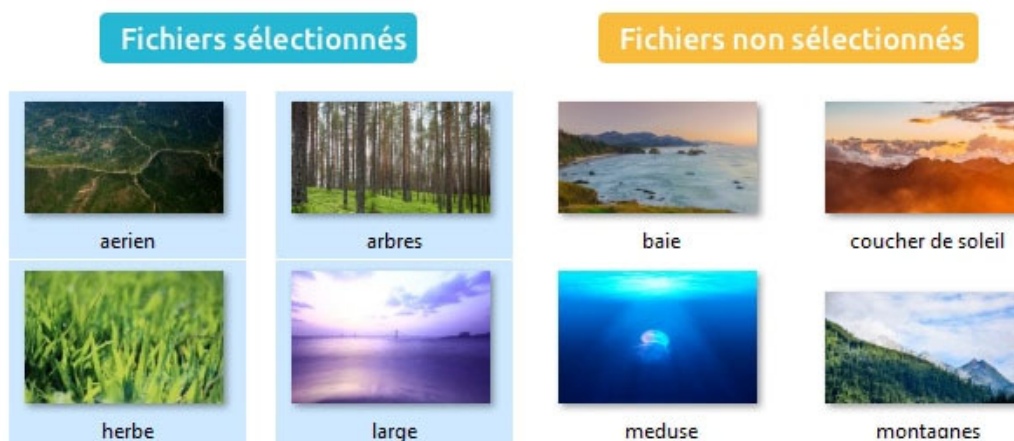 Fichiers sélectionnés
Fichiers non sélectionnés
aerien
arbres
baie
coucher de soleil
herbe
large
meduse
montagnes